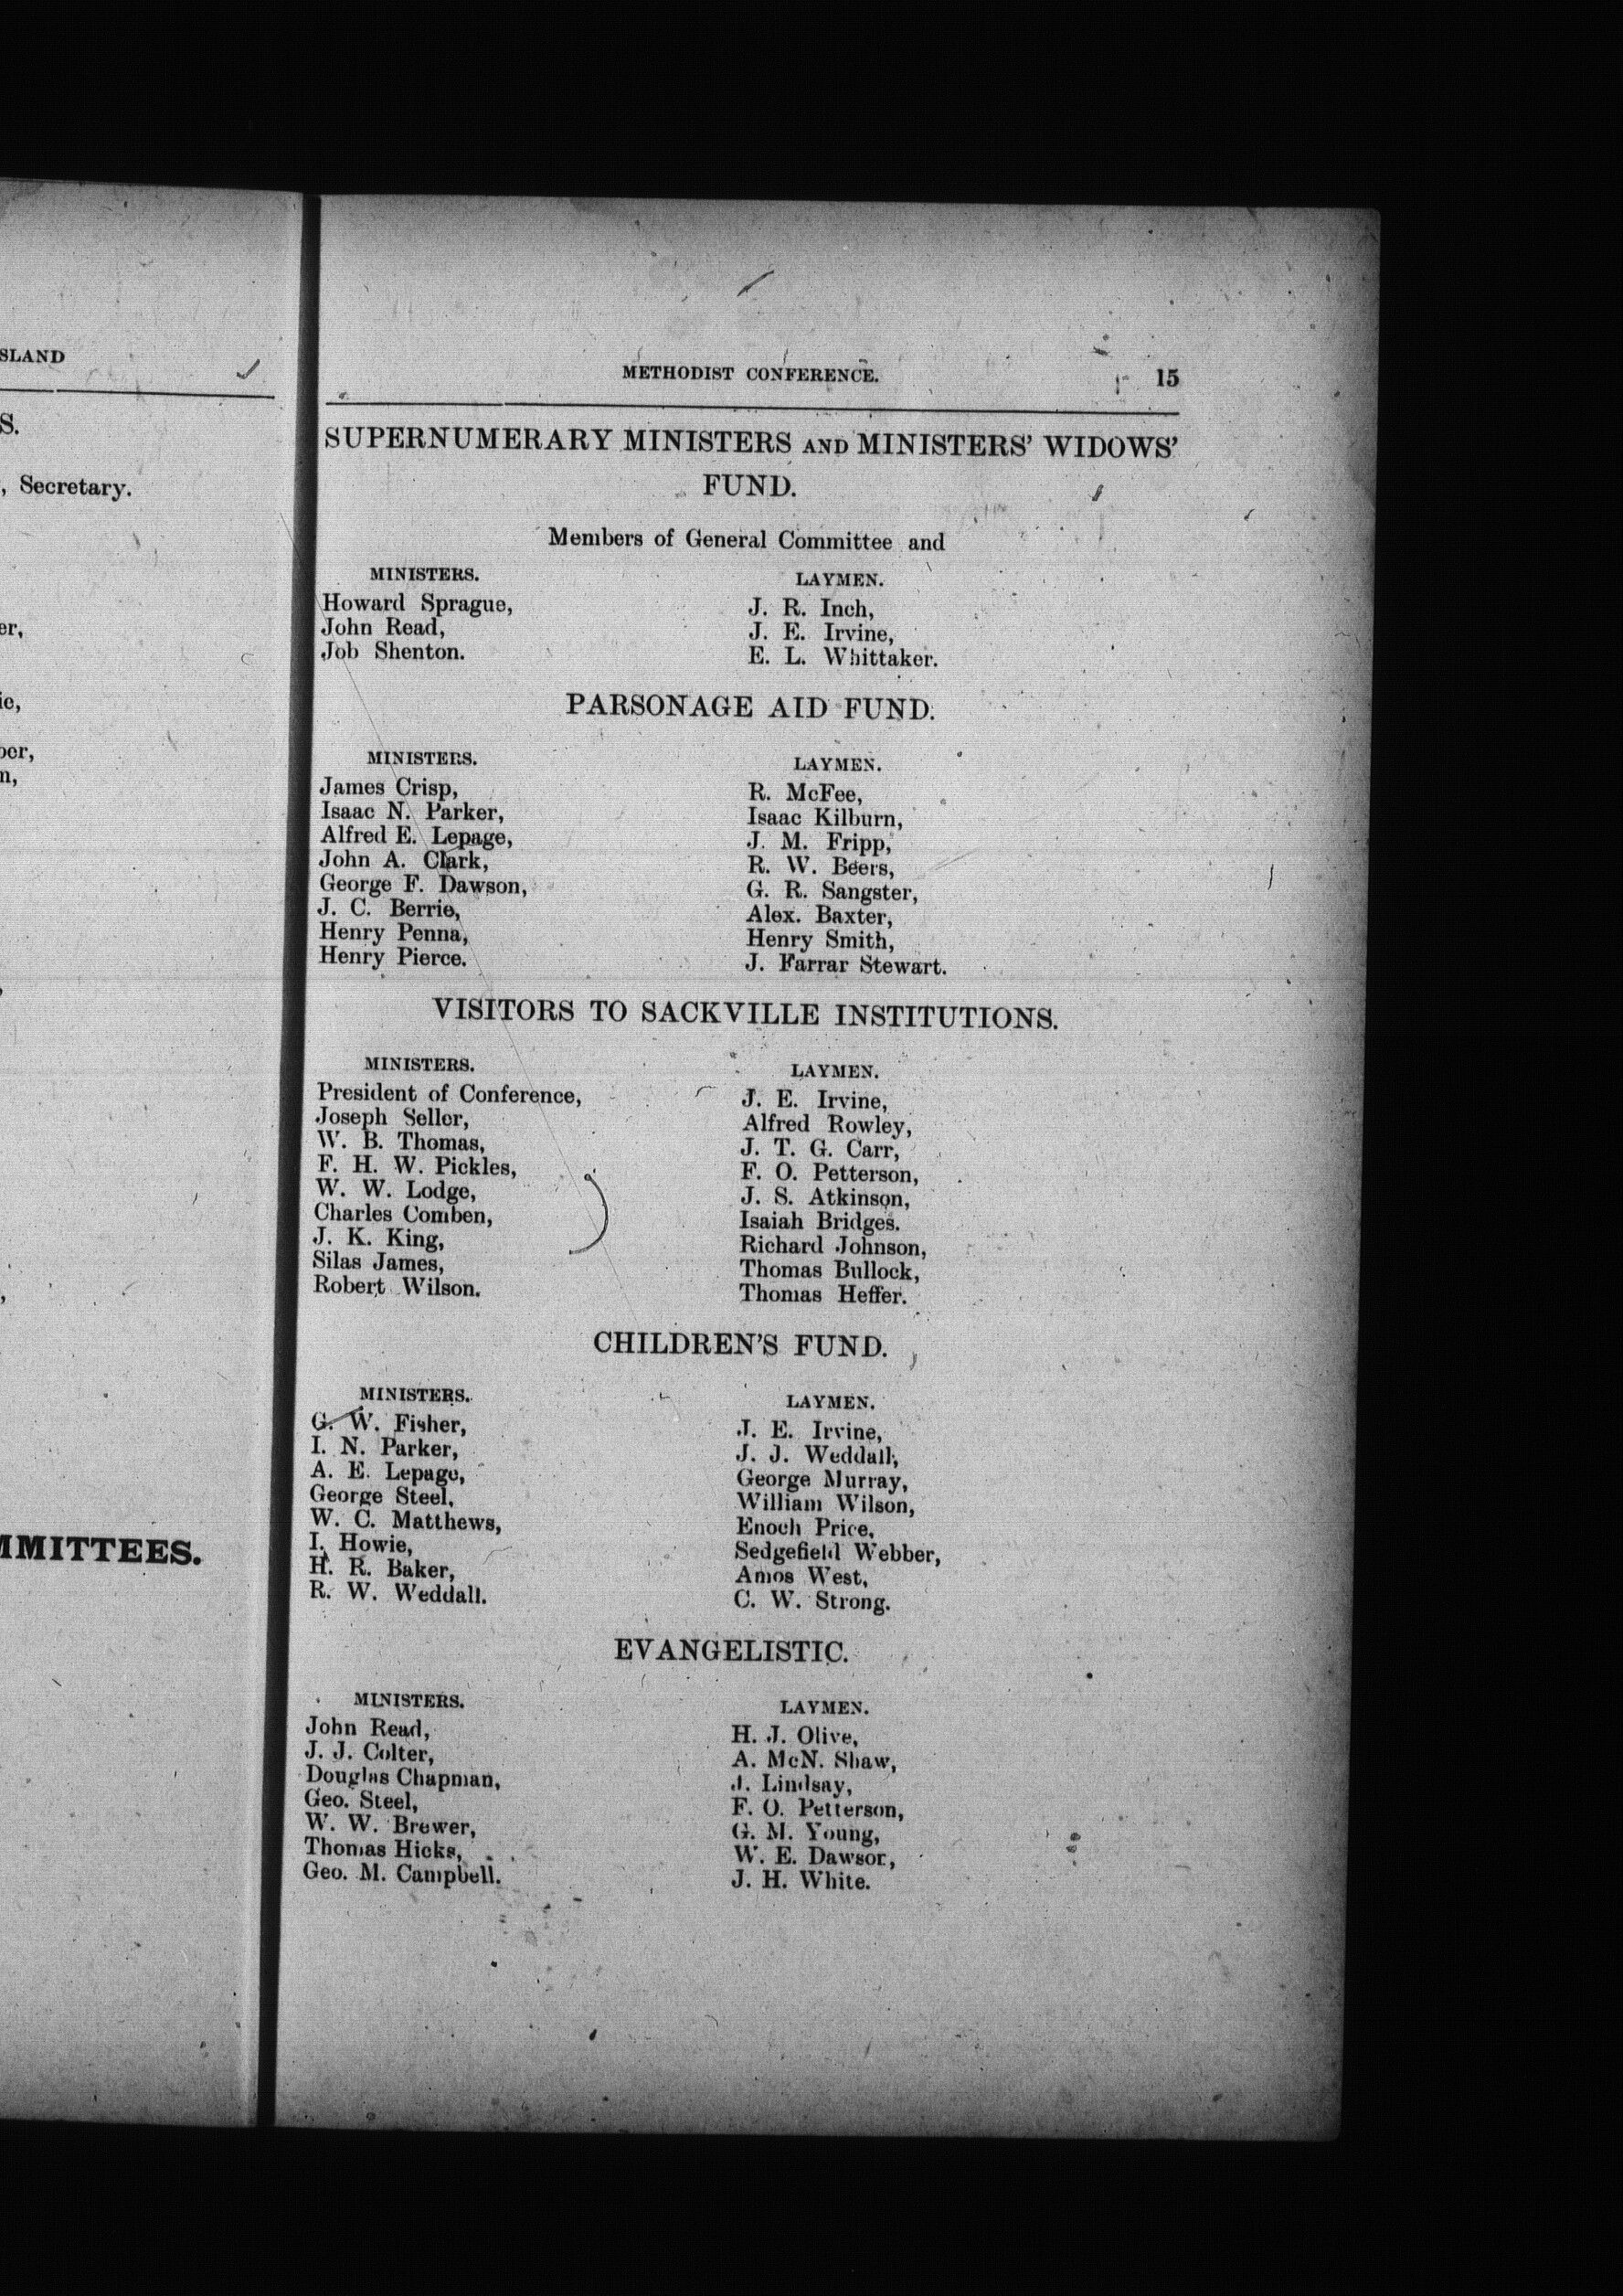 SLAND
S.
, Secretary.
er,
ie,
ber,
n,
MMITTEES.
METHODIST CONFERENCE. 15
SUPERNUMERARY MINISTERS AND MINISTERS' WIDOWS'
FUND.
Members of General Committee and
MINISTERS.
Howard Sprague,
John Read,
Job Shenton.
LAYMEN.
J. R. Inch,
J. E. Irvine,
E. L. Whittaker.
PARSONAGE AID FUND.
MINISTERS.
James Crisp,
Isaac N. Parker,
Alfred E. Lepage,
John A. Clark,
George F. Dawson,
J. C. Berrie,
Henry Penna,
Henry Pierce.
LAYMEN.
R. McFee,
Isaac Kilburn,
J. M. Fripp,
R. W. Beers,
G. R. Sangster,
Alex. Baxter,
Henry Smith,
J. Farrar Stewart.
VISITORS TO SACKVILLE INSTITUTIONS.
MINISTERS.
President of Conference,
Joseph Seller,
W. B. Thomas,
F. H. W. Pickles,
W. W. Lodge,
Charles Comben,
J. K. King,
Silas James,
Robert Wilson.
LAYMEN.
J. E. Irvine,
Alfred Rowley,
J. T. G. Carr,
F. O. Petterson,
J. S. Atkinson,
Isaiah Bridges.
Richard Johnson,
Thomas Bullock,
Thomas Heffer.
CHILDREN'S FUND.
MINISTERS.
G. W. Fisher,
I. N. Parker,
A. E. Lepage,
George Steel,
W. C. Matthews,
I. Howie,
H. R. Baker,
R. W. Weddall.
LAYMEN.
J. E. Irvine,
J. J. Weddall,
George Murray,
William Wilson,
Enoch Price,
Sedgefield Webber,
Amos West,
C. W. Strong.
EVANGELISTIC.
MINISTERS.
John Read,
J. J. Colter,
Douglas Chapman,
Geo. Steel,
W. W. Brewer,
Thomas Hicks,
Geo. M. Campbell.
LAYMEN.
H. J. Olive,
A. McN. Shaw,
J. Lindsay,
F. O. Petterson,
G. M. Young,
W. E. Dawson,
J. H. White.